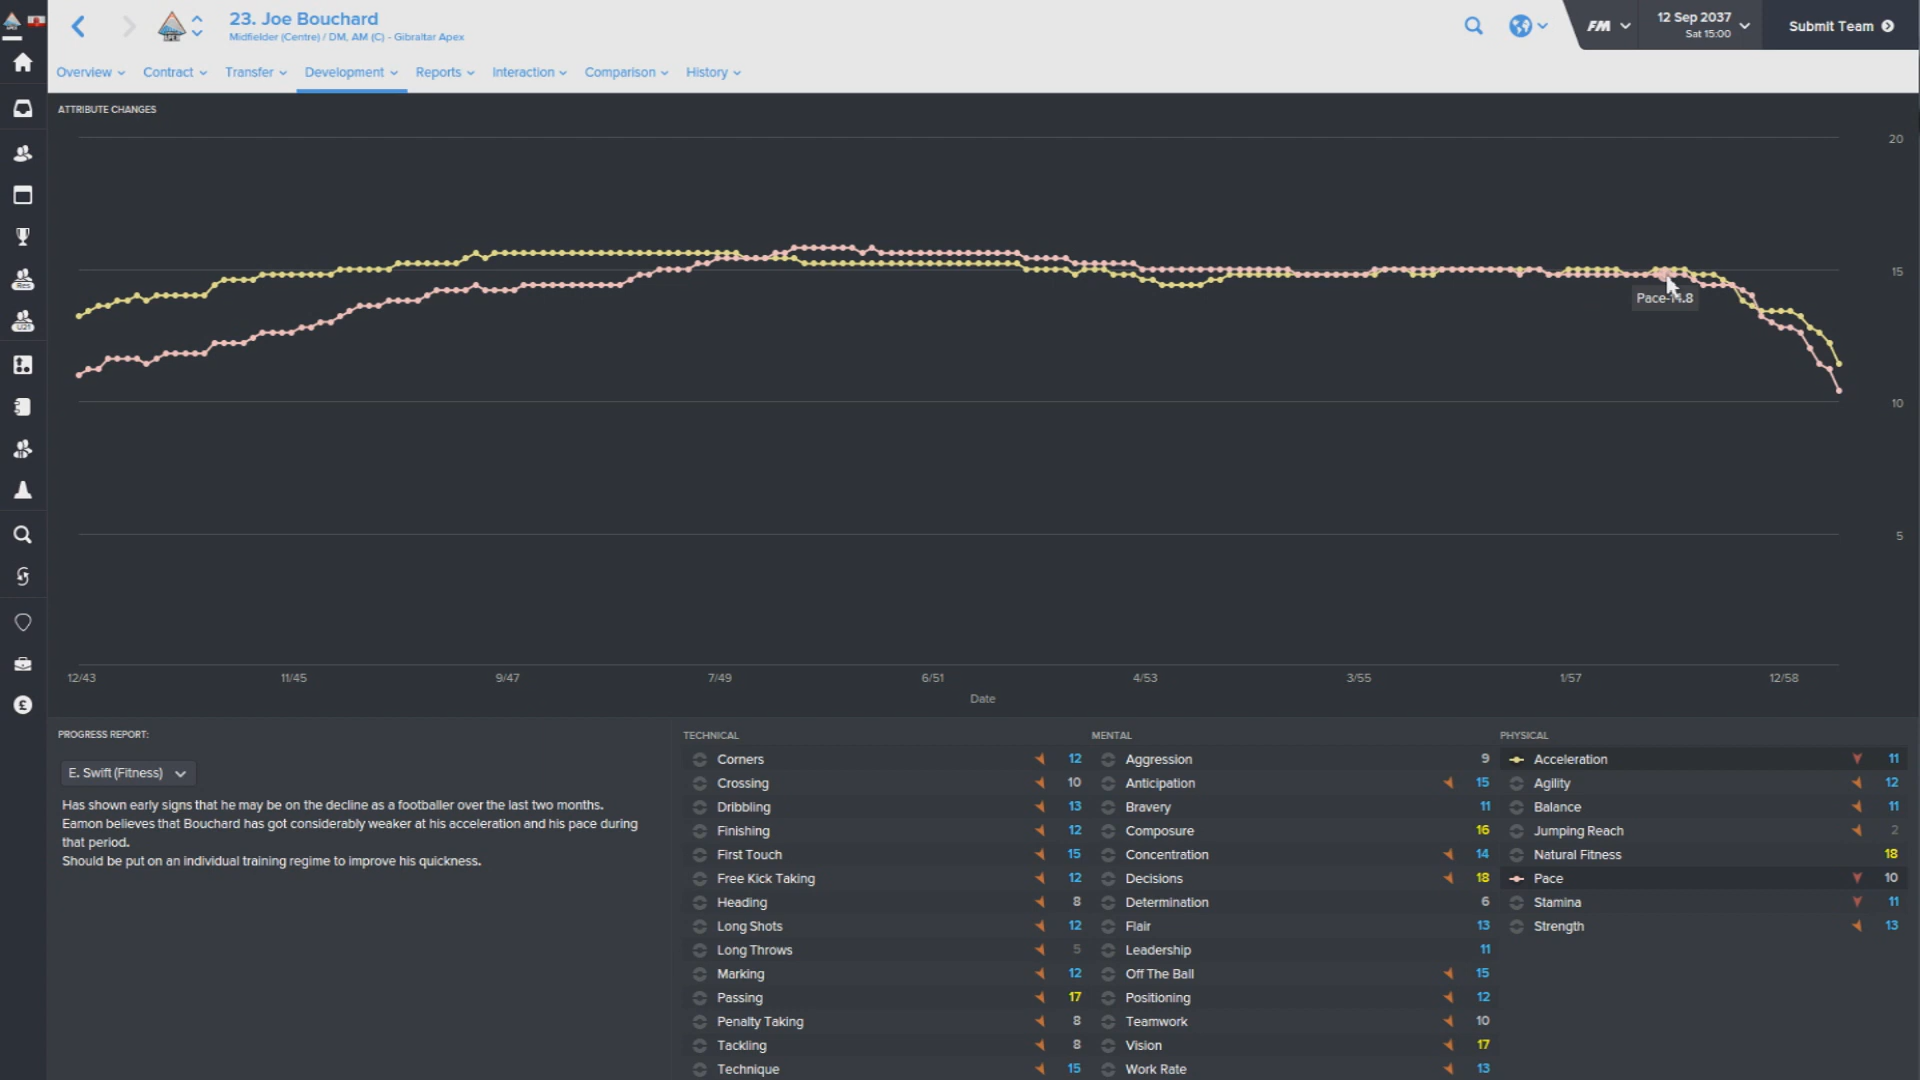 23. Joe Bouchard
Midfielder (Centre) / DM, AM (C) - Gibraltar Apex
FM
12 Sep 2037
Sat 15:00
Submit Team
Overview
Contract
Transfer
Development
Reports
Interaction
Comparison
History
ATTRIBUTE CHANGES
20
15
10
5
Pace-14.8
12/43
11/45
9/47
7/49
6/51
4/53
3/55
1/57
12/58
Date
Res
U21
APEX
PROGRESS REPORT:
E. Swift (Fitness)
Has shown early signs that he may be on the decline as a footballer over the last two months.
Eamon believes that Bouchard has got considerably weaker at his acceleration and his pace during
that period.
Should be put on an individual training regime to improve his quickness.
TECHNICAL
Corners 12
Crossing 10
Dribbling 13
Finishing 12
First Touch 15
Free Kick Taking 12
Heading 8
Long Shots 12
Long Throws 5
Marking 12
Passing 17
Penalty Taking 8
Tackling 8
Technique 15
MENTAL
Aggression 9
Anticipation 15
Bravery 11
Composure 16
Concentration 14
Decisions 18
Determination 6
Flair 13
Leadership 11
Off The Ball 15
Positioning 12
Teamwork 10
Vision 17
Work Rate 13
PHYSICAL
Acceleration 11
Agility 12
Balance 11
Jumping Reach 2
Natural Fitness 18
Pace 10
Stamina 11
Strength 13